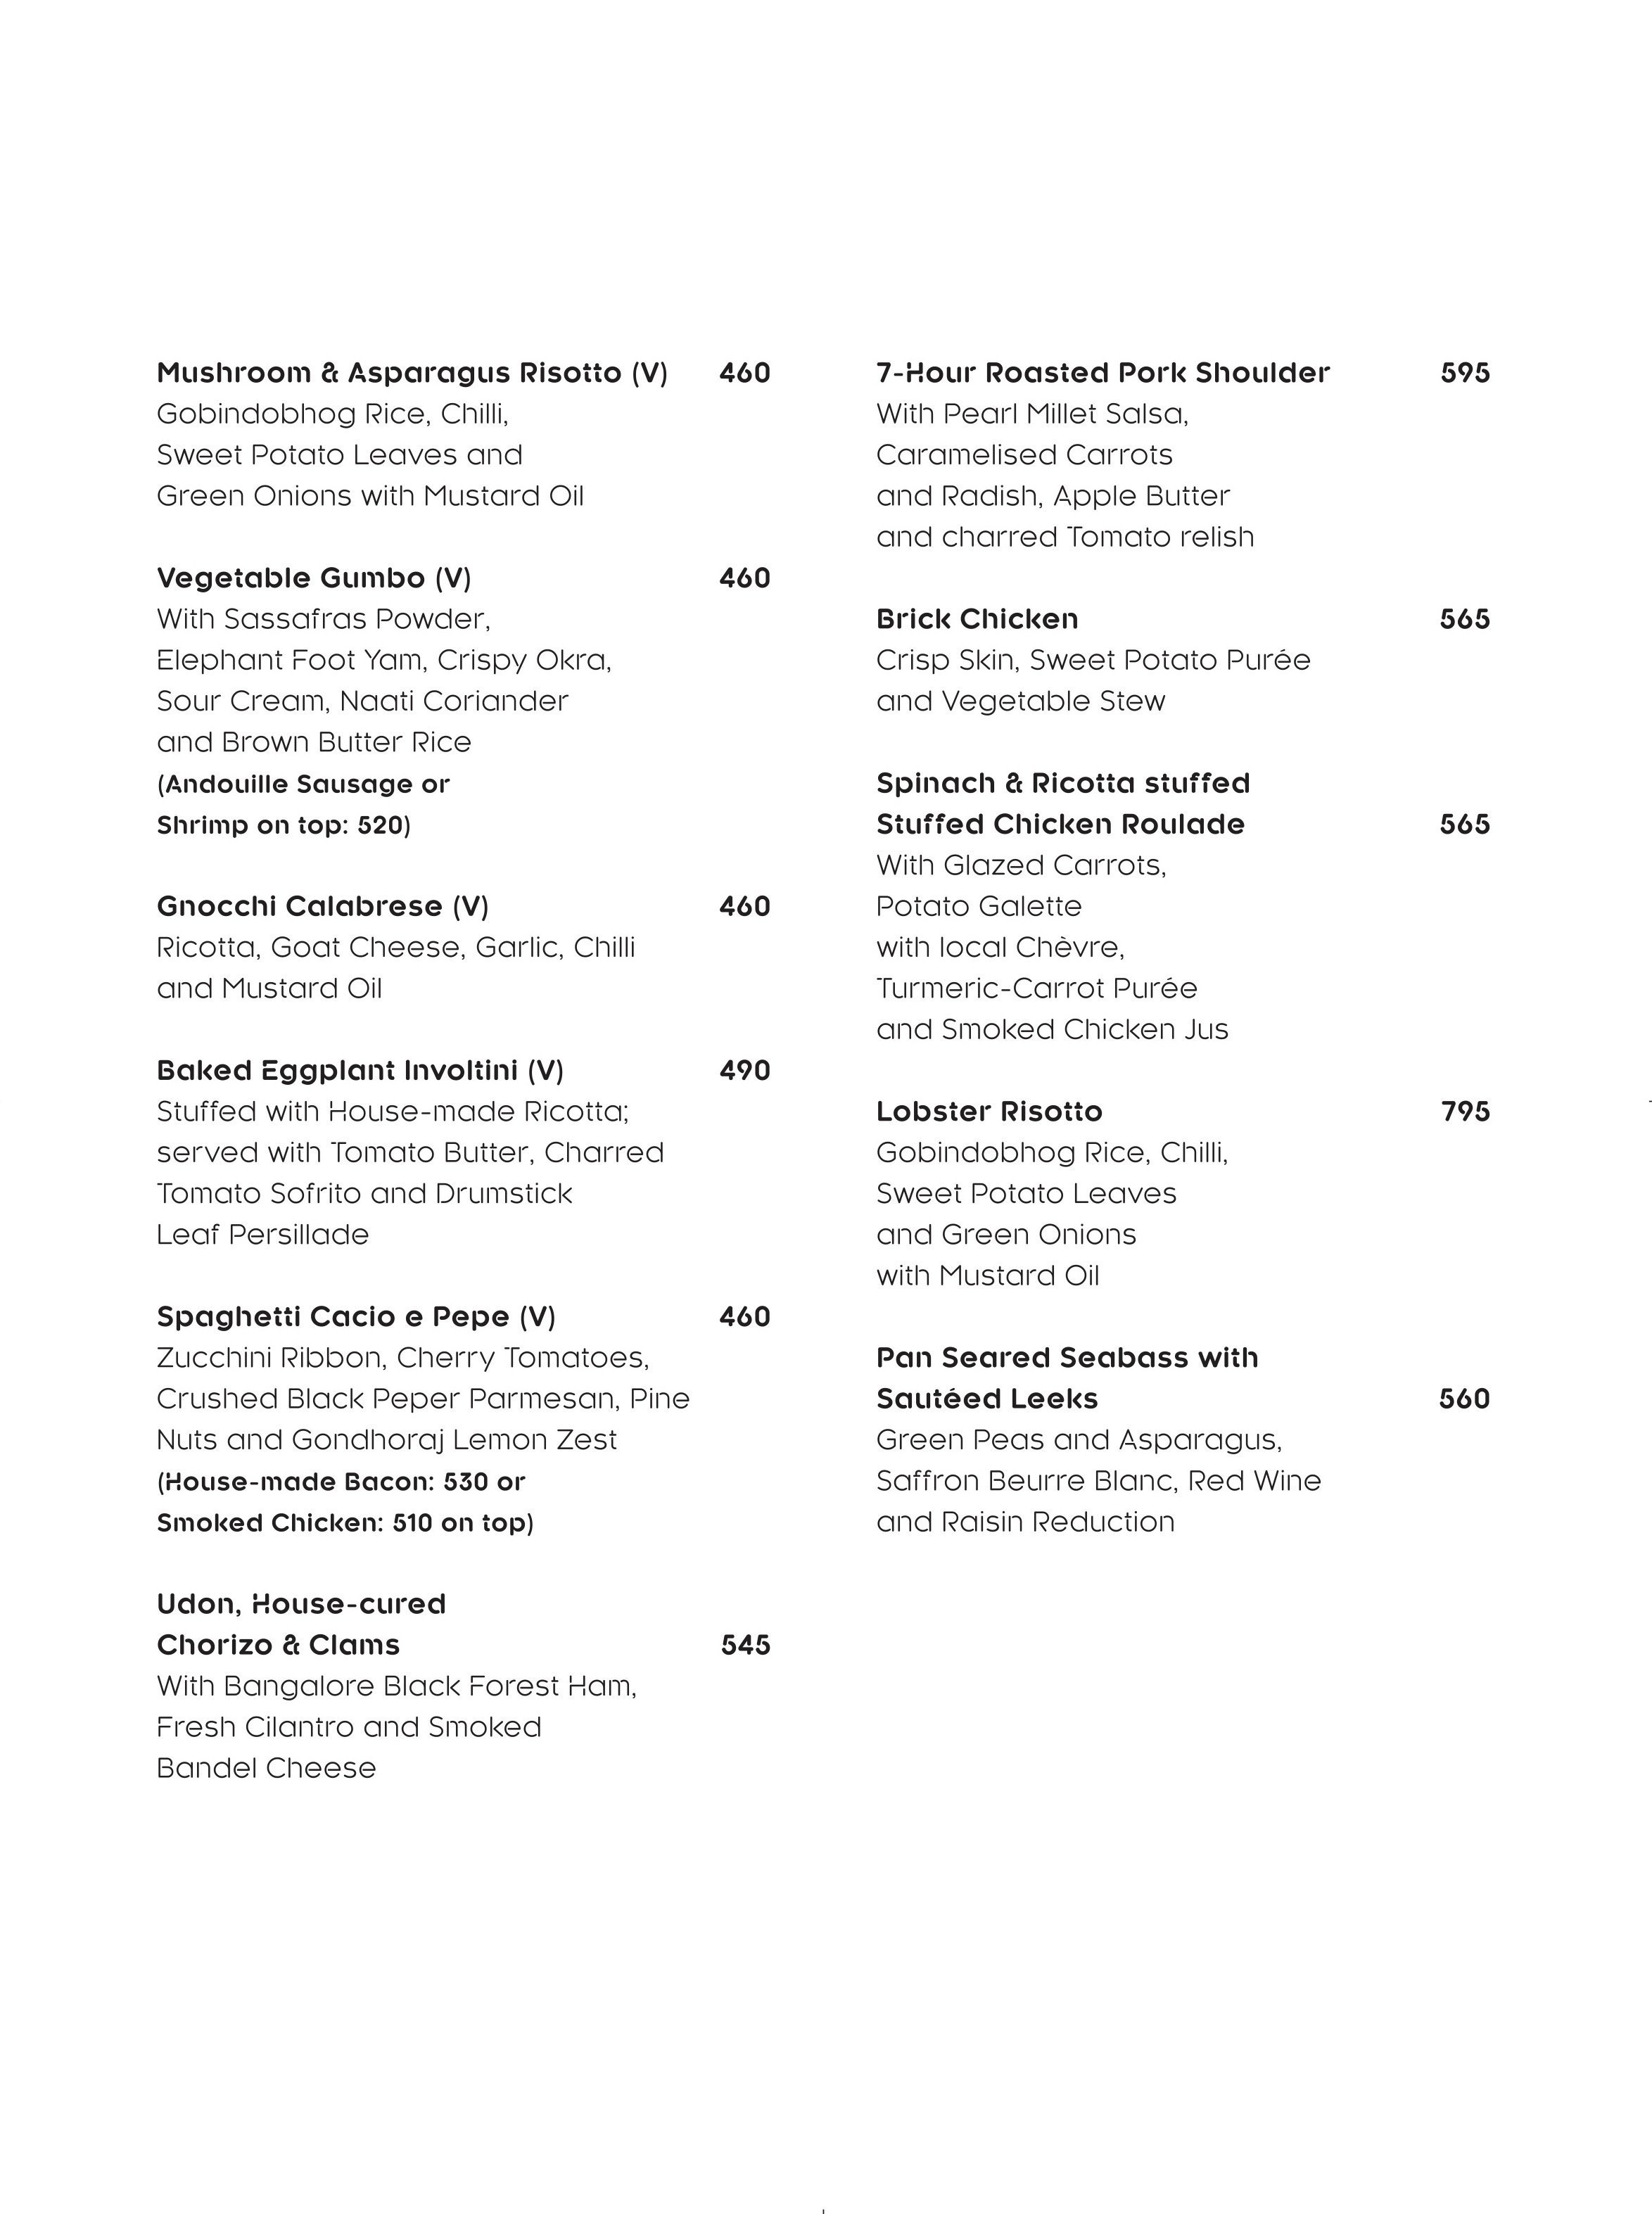 Mushroom & Asparagus Risotto (V) 460
Gobindobhog Rice, Chilli,
Sweet Potato Leaves and
Green Onions with Mustard Oil
Vegetable Gumbo (V) 460
With Sassafras Powder,
Elephant Foot Yam, Crispy Okra,
Sour Cream, Naati Coriander
and Brown Butter Rice
(Andouille Sausage or
Shrimp on top: 520)
Gnocchi Calabrese (V) 460
Ricotta, Goat Cheese, Garlic, Chilli
and Mustard Oil
Baked Eggplant Involtini (V) 490
Stuffed with House-made Ricotta;
served with Tomato Butter, Charred
Tomato Sofrito and Drumstick
Leaf Persillade
Spaghetti Cacio e Pepe (V) 460
Zucchini Ribbon, Cherry Tomatoes,
Crushed Black Peper Parmesan, Pine
Nuts and Gondhoraj Lemon Zest
(House-made Bacon: 530 or
Smoked Chicken: 510 on top)
Udon, House-cured
Chorizo & Clams 545
With Bangalore Black Forest Ham,
Fresh Cilantro and Smoked
Bandel Cheese
7-Hour Roasted Pork Shoulder 595
With Pearl Millet Salsa,
Caramelised Carrots
and Radish, Apple Butter
and charred Tomato relish
Brick Chicken 565
Crisp Skin, Sweet Potato Purée
and Vegetable Stew
Spinach & Ricotta stuffed
Stuffed Chicken Roulade 565
With Glazed Carrots,
Potato Galette
with local Chèvre,
Turmeric-Carrot Purée
and Smoked Chicken Jus
Lobster Risotto 795
Gobindobhog Rice, Chilli,
Sweet Potato Leaves
and Green Onions
with Mustard Oil
Pan Seared Seabass with
Sautéed Leeks 560
Green Peas and Asparagus,
Saffron Beurre Blanc, Red Wine
and Raisin Reduction